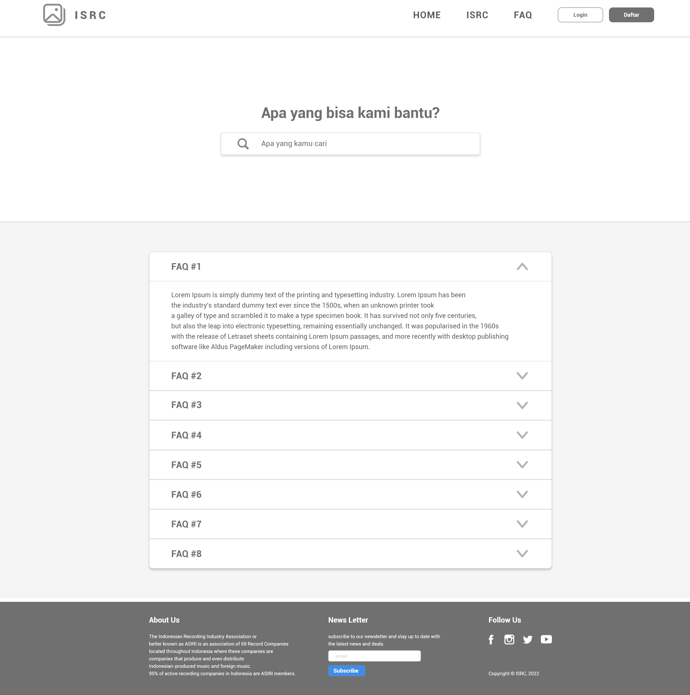 ISRC
HOME
ISRC
FAQ
Login
Daftar
Apa yang bisa kami bantu?
Apa yang kamu cari
FAQ #1
Lorem Ipsum is simply dummy text of the printing and typesetting industry. Lorem Ipsum has been
the industry's standard dummy text ever since the 1500s, when an unknown printer took
a galley of type and scrambled it to make a type specimen book. It has survived not only five centuries,
but also the leap into electronic typesetting, remaining essentially unchanged. It was popularised in the 1960s
with the release of Letraset sheets containing Lorem Ipsum passages, and more recently with desktop publishing
software like Aldus PageMaker including versions of Lorem Ipsum.
FAQ #2
FAQ #3
FAQ #4
FAQ #5
FAQ #6
FAQ #7
FAQ #8
About Us
The Indonesian Recording Industry Association or
better known as ASIRI is an association of 69 Record Companies
located throughout Indonesia where these companies are
companies that produce and even distribute
Indonesian-produced music and foreign music.
95% of active recording companies in Indonesia are ASIRI members.
News Letter
subscribe to our newsletter and stay up to date with
the latest news and deals
email
Subscribe
Follow Us
Copyright © ISRC, 2022